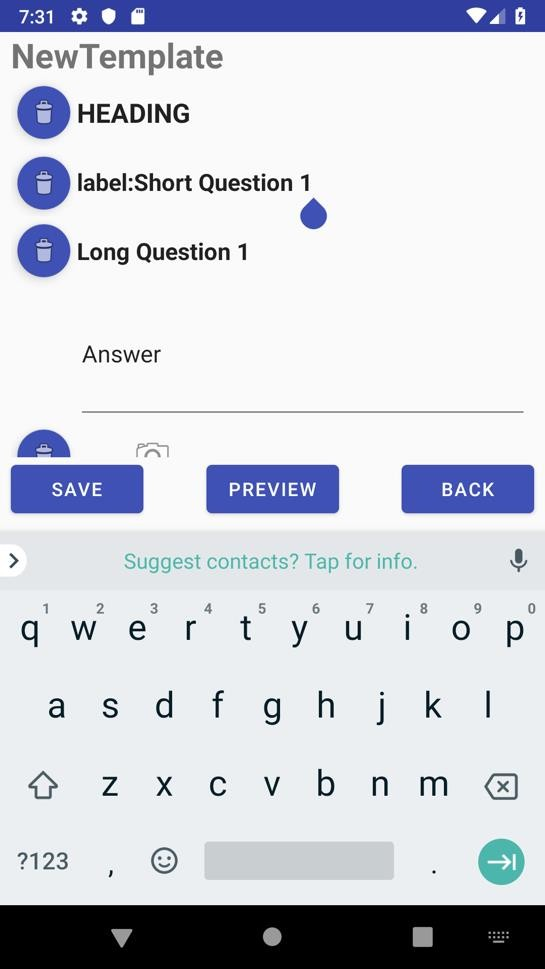 7:31
NewTemplate
HEADING
label:Short Question 1
Long Question 1
Answer
SAVE PREVIEW BACK
Suggest contacts? Tap for info.
1 2 3 4 5 6 7 8 9 0
q w e r t y u i o p
a s d f g h j k l
z x c v b n m
?123 , .